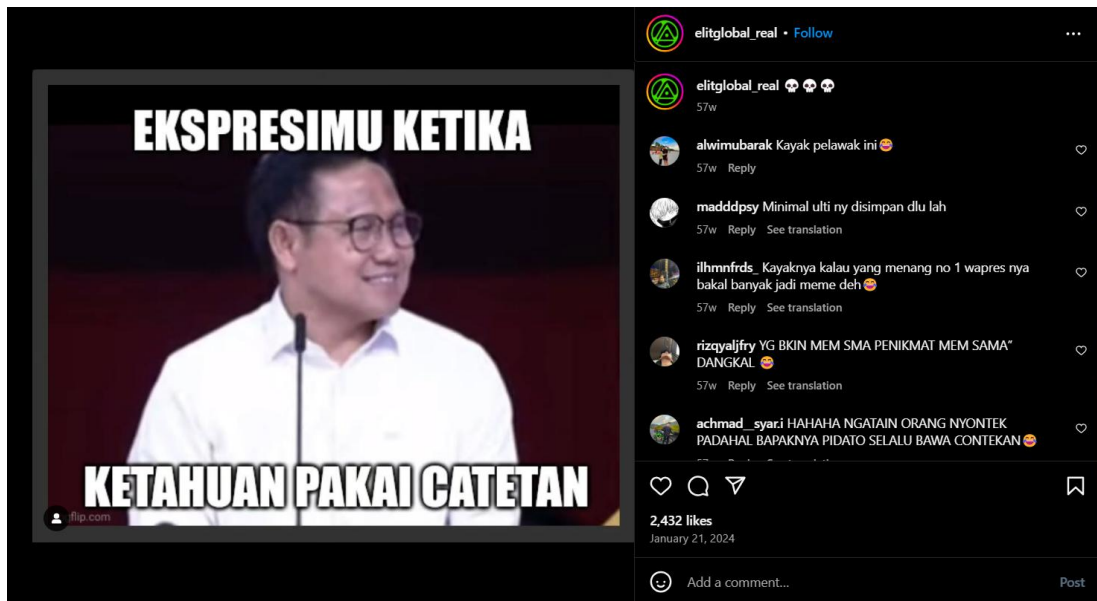 EKSPRESIMU KETIKA
KETAHUAN PAKAI CATETAN
flip.com
elitglobal_real • Follow
elitglobal_real 💀💀💀
57w
alwimubarak Kayak pelawak ini😂
57w Reply
madddpsy Minimal ulti ny disimpan dlu lah
57w Reply See translation
ilhmnfrds_ Kayaknya kalau yang menang no 1 wapres nya
bakal banyak jadi meme deh😂
57w Reply See translation
rizqyaljfry YG BKIN MEM SMA PENIKMAT MEM SAMA”
DANGKAL 😂
57w Reply See translation
achmad__syar.i HAHAHA NGATAIN ORANG NYONTEK
PADAHAL BAPAKNYA PIDATO SELALU BAWA CONTEKAN😂
2,432 likes
January 21, 2024
Add a comment...
Post